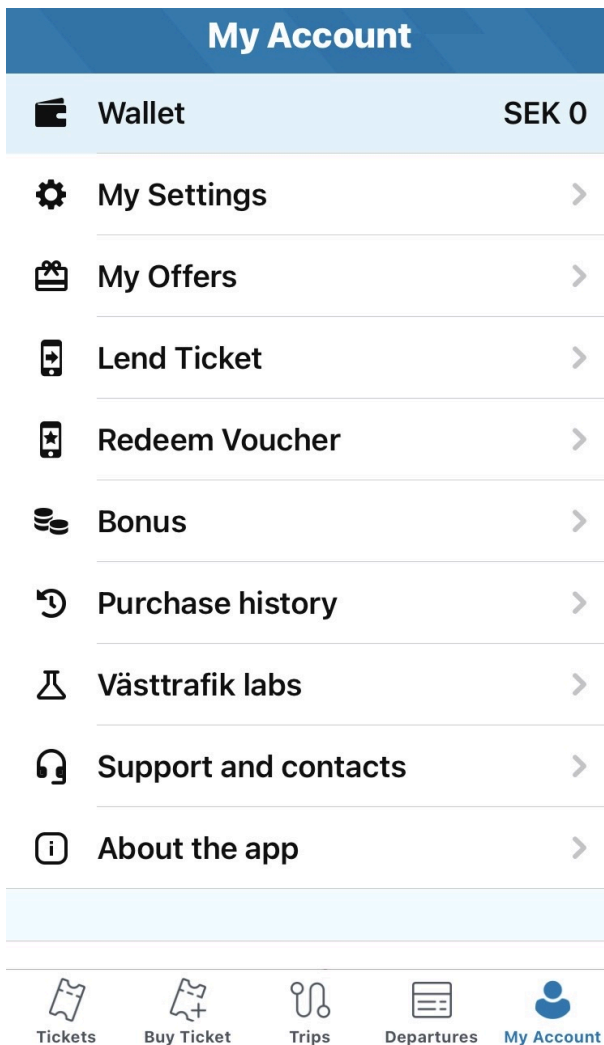 My Account
Wallet SEK 0
My Settings
My Offers
Lend Ticket
Redeem Voucher
Bonus
Purchase history
Västtrafik labs
Support and contacts
About the app
Tickets Buy Ticket Trips Departures My Account